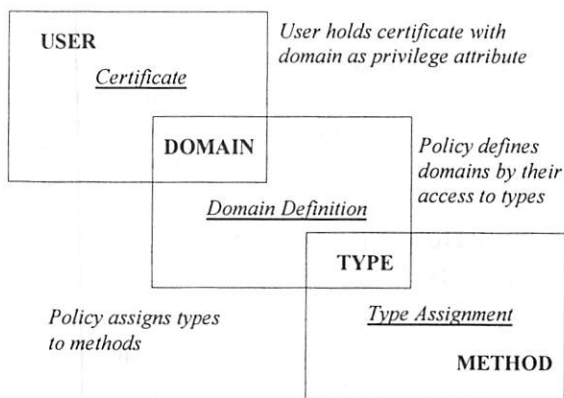 USER
User holds certificate with
domain as privilege attribute
Certificate
DOMAIN
Policy defines
domains by their
access to types
Domain Definition
TYPE
Policy assigns types
to methods
Type Assignment
METHOD